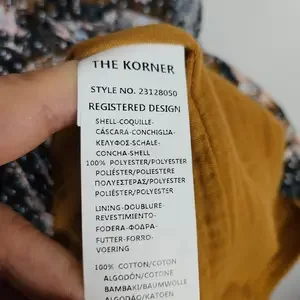 THE KORNER
STYLE NO. 23128050
REGISTERED DESIGN
SHELL-COQUILLE-
CÁSCARA-CONCHIGLIA-
ΚΕΛΥΦΟΣ-SCHALE-
CONCHA-SHELL
100% POLYESTER/POLYESTER
POLIÉSTER/POLIESTERE
ΠΟΛΥΕΣΤΕΡΑΣ/POLYESTER
POLIÉSTER/POLYESTER
LINING-DOUBLURE-
REVESTIMIENTO-
FODERA-ΦΟΔΡΑ-
FUTTER-FORRO-
VOERING
100% COTTON/COTON
ALGODÓN/COTONE
BAMBAKI/BAUMWOLLE
ALGODÃO/KATOEN